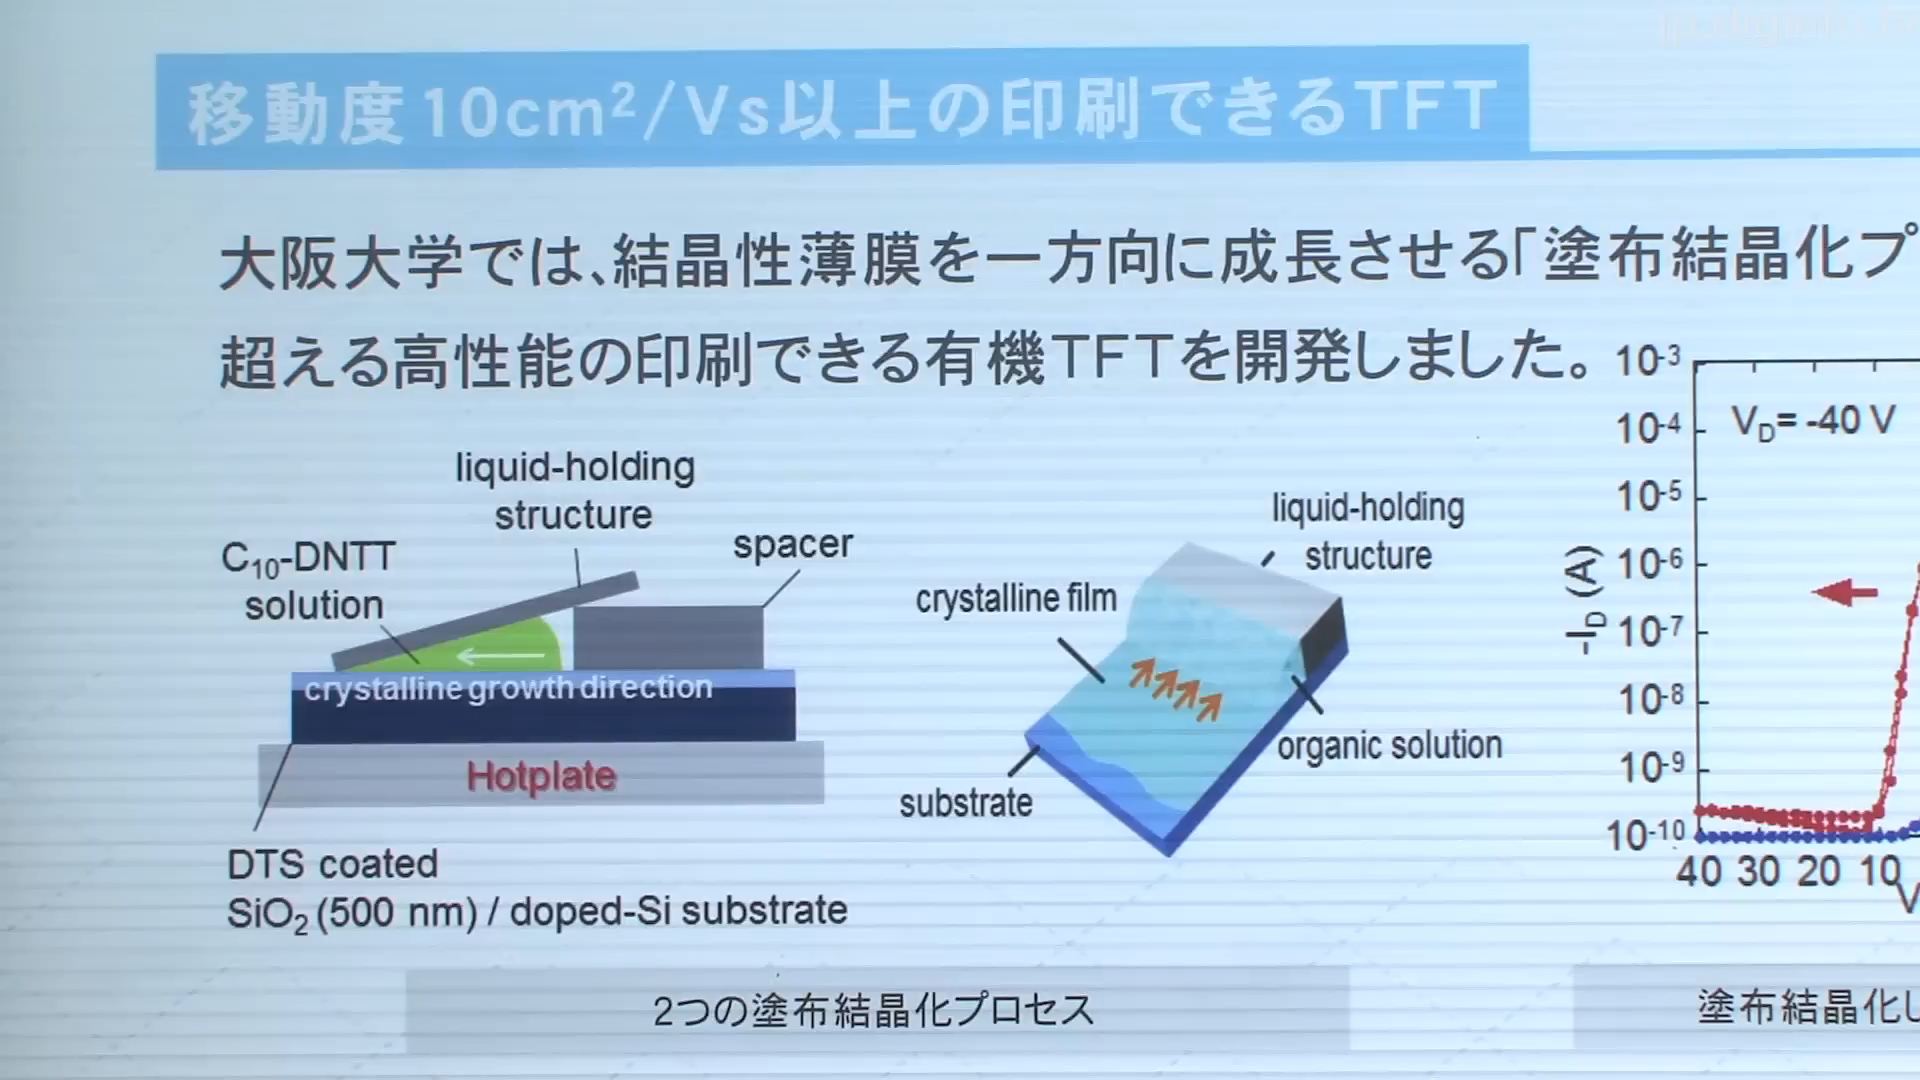 移動度10cm²/Vs以上の印刷できるTFT
大阪大学では、結晶性薄膜を一方向に成長させる「塗布結晶化プ
超える高性能の印刷できる有機TFTを開発しました。
liquid-holding
structure
C₁₀-DNTT
solution
spacer
crystalline growth direction
Hotplate
DTS coated
SiO₂ (500 nm) / doped-Si substrate
liquid-holding
structure
crystalline film
organic solution
substrate
2つの塗布結晶化プロセス
10⁻³
10⁻⁴
10⁻⁵
10⁻⁶
10⁻⁷
10⁻⁸
10⁻⁹
10⁻¹⁰
-I_D (A)
V_D= -40 V
40 30 20 10
V
塗布結晶化し